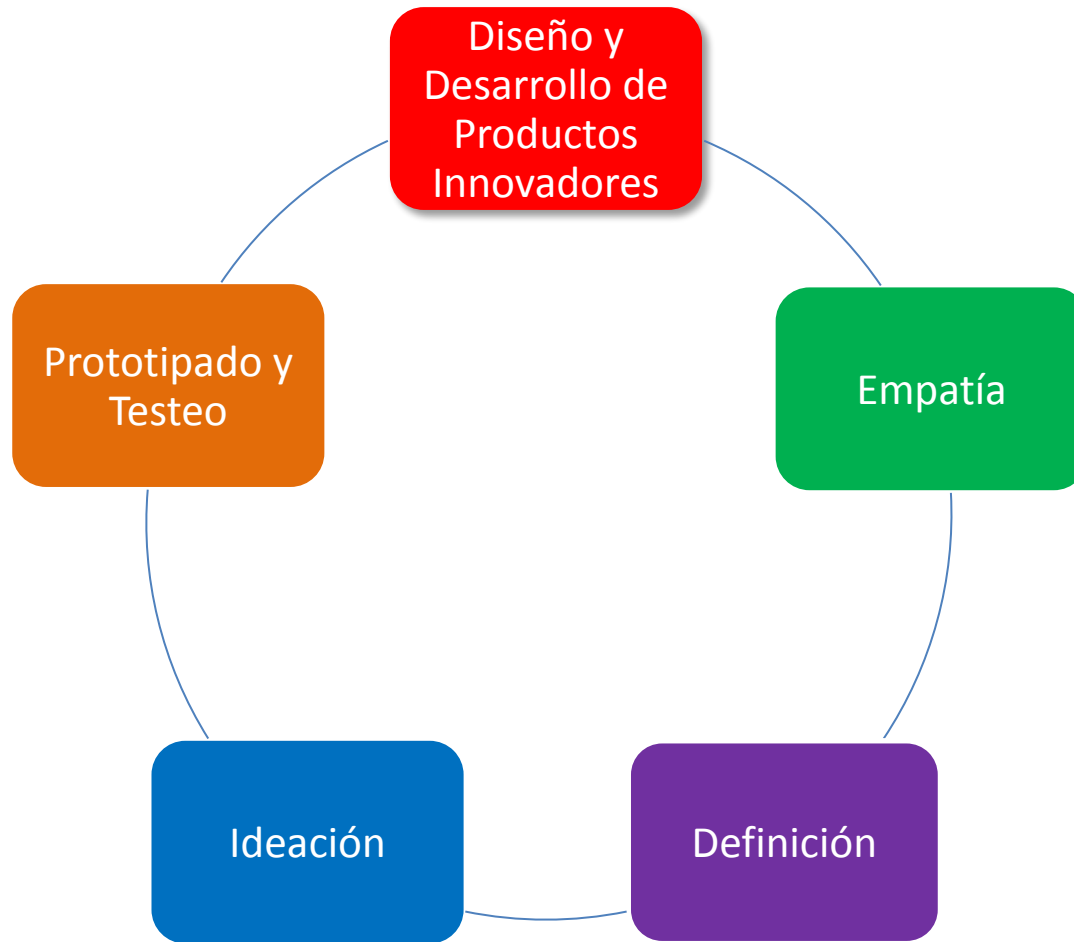 Diseño y
Desarrollo de
Productos
Innovadores
Empatía
Definición
Ideación
Prototipado y
Testeo